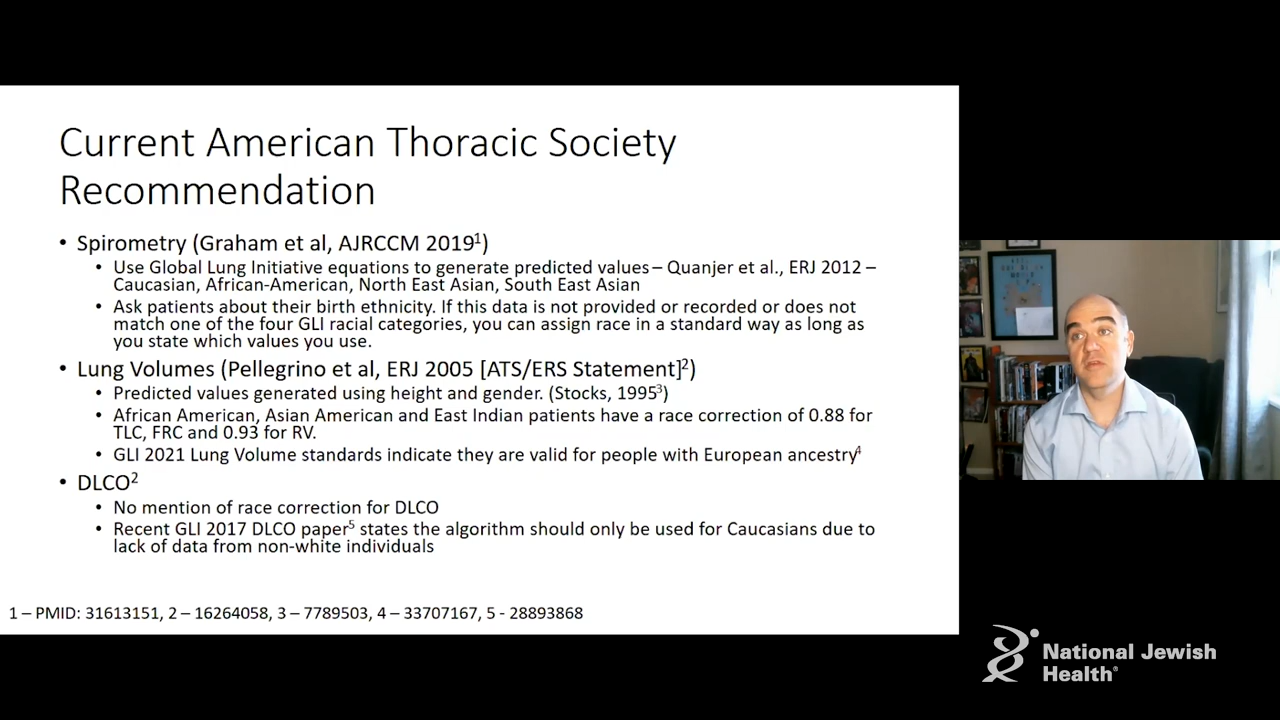 Current American Thoracic Society
Recommendation
• Spirometry (Graham et al, AJRCCM 2019¹)
• Use Global Lung Initiative equations to generate predicted values – Quanjer et al., ERJ 2012 –
Caucasian, African-American, North East Asian, South East Asian
• Ask patients about their birth ethnicity. If this data is not provided or recorded or does not
match one of the four GLI racial categories, you can assign race in a standard way as long as
you state which values you use.
• Lung Volumes (Pellegrino et al, ERJ 2005 [ATS/ERS Statement]²)
• Predicted values generated using height and gender. (Stocks, 1995³)
• African American, Asian American and East Indian patients have a race correction of 0.88 for
TLC, FRC and 0.93 for RV.
• GLI 2021 Lung Volume standards indicate they are valid for people with European ancestry⁴
• DLCO²
• No mention of race correction for DLCO
• Recent GLI 2017 DLCO paper⁵ states the algorithm should only be used for Caucasians due to
lack of data from non-white individuals
1 – PMID: 31613151, 2 – 16264058, 3 – 7789503, 4 – 33707167, 5 - 28893868
National Jewish
Health®